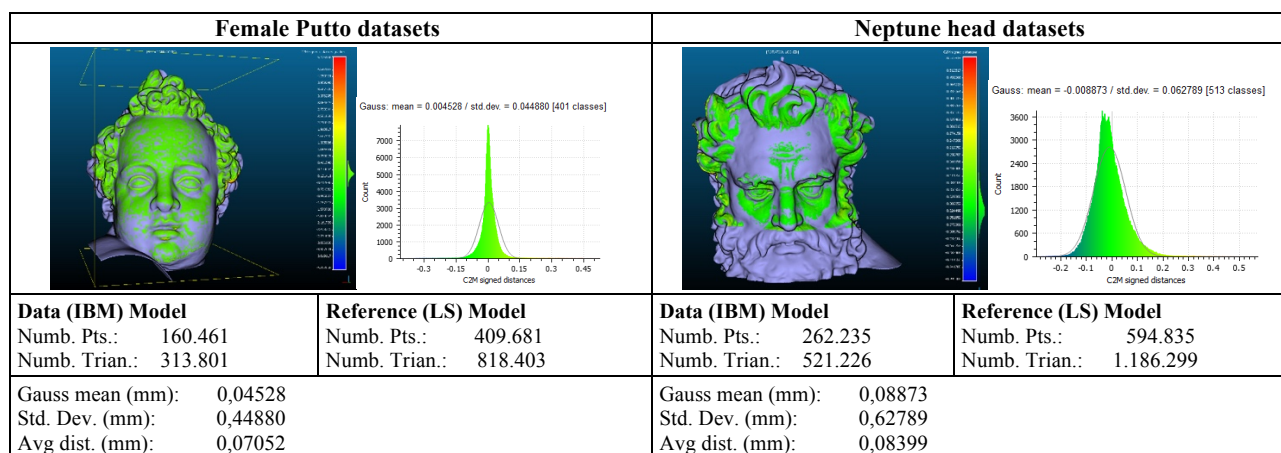 Female Putto datasets
Neptune head datasets
Gauss: mean = 0.004528 / std.dev. = 0.044880 [401 classes]
7000
6000
5000
4000
3000
2000
1000
0
Count
-0.3 -0.15 0 0.15 0.3 0.45
C2M signed distances
Gauss: mean = -0.008873 / std.dev. = 0.062789 [513 classes]
3600
3000
2400
1800
1200
600
0
Count
-0.2 -0.1 0 0.1 0.2 0.3 0.4 0.5
C2M signed distances
Data (IBM) Model
Numb. Pts.: 160.461
Numb. Trian.: 313.801
Reference (LS) Model
Numb. Pts.: 409.681
Numb. Trian.: 818.403
Data (IBM) Model
Numb. Pts.: 262.235
Numb. Trian.: 521.226
Reference (LS) Model
Numb. Pts.: 594.835
Numb. Trian.: 1.186.299
Gauss mean (mm): 0,04528
Std. Dev. (mm): 0,44880
Avg dist. (mm): 0,07052
Gauss mean (mm): 0,08873
Std. Dev. (mm): 0,62789
Avg dist. (mm): 0,08399